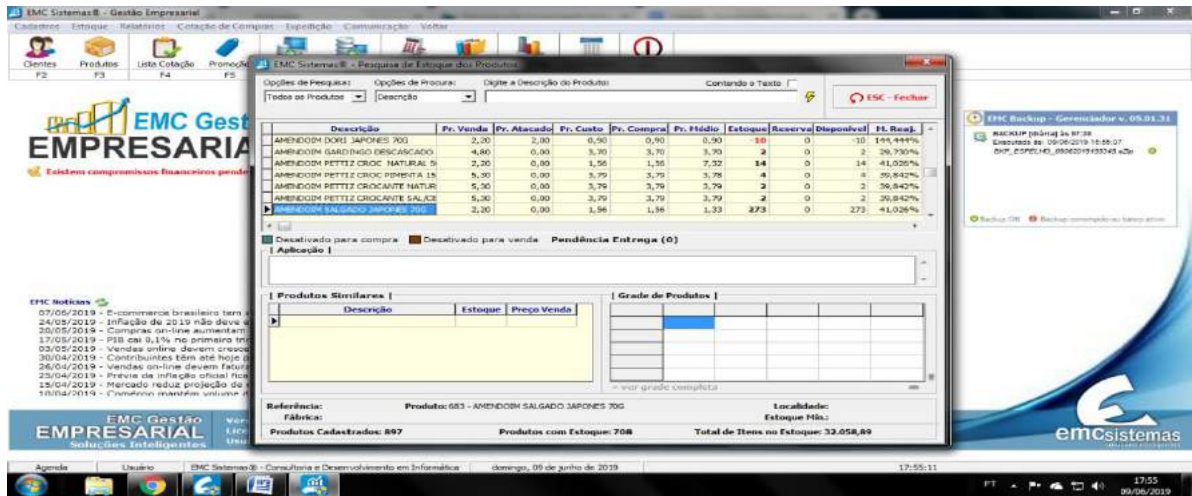 EMC Sistemas® - Gestão Empresarial
Cadastros Estoque Relatórios Cotação de Compras Expedição Comunicação Voltar
Clientes Produtos Lista Cotação Promoção
F2 F3 F4 F5
EMC Sistemas® - Pesquisa de Estoque dos Produtos
Opções de Pesquisa: Opções de Procura: Digite a Descrição do Produto: Contendo o Texto
Todos os Produtos Descrição ESC - Fechar
Descrição Pr. Venda Pr. Atacado Pr. Custo Pr. Compra Pr. Médio Estoque Reserva Disponível M. Reaj.
AMENDOIM DORI JAPONES 70G 2,20 2,00 0,90 0,90 0,90 -10 0 -10 144,444%
AMENDOIM GARDINGO DESCASCADO 4,80 0,00 3,70 3,70 3,70 2 0 2 29,730%
AMENDOIM PETTIZ CROC NATURAL 5 2,20 0,00 1,56 1,56 7,32 14 0 14 41,026%
AMENDOIM PETTIZ CROC PIMENTA 15 5,30 0,00 3,79 3,79 3,78 4 0 4 39,842%
AMENDOIM PETTIZ CROCANTE NATUR 5,30 0,00 3,79 3,79 3,79 2 0 2 39,842%
AMENDOIM PETTIZ CROCANTE SAL/CE 5,30 0,00 3,79 3,79 3,79 2 0 2 39,842%
AMENDOIM SALGADO JAPONES 70G 2,20 0,00 1,56 1,56 1,33 273 0 273 41,026%
Desativado para compra Desativado para venda Pendência Entrega (0)
| Aplicação |
| Produtos Similares | | Grade de Produtos |
Descrição Estoque Preço Venda
- ver grade completa
Referência: Produto: 683 - AMENDOIM SALGADO JAPONES 70G Localidade:
Fábrica: Estoque Mín.:
Produtos Cadastrados: 897 Produtos com Estoque: 708 Total de Itens no Estoque: 32.058,89
EMC Gest
EMPRESARIA
Existem compromissos financeiros pende
EMC Backup - Gerenciador v. 05.01.31
BACKUP [diária] às 07:30
Executada às: 09/06/2019 16:55:07
Backup OK Backup corrompido ou banco ativo
EMC Notícias
07/06/2019 - E-commerce brasileiro tem
24/05/2019 - Inflação de 2019 não deve
20/05/2019 - Compras on-line aumentam
17/05/2019 - PIB cai 0,1% no primeiro tri
03/05/2019 - Vendas online devem cresce
30/04/2019 - Contribuintes têm até hoje
26/04/2019 - Vendas on-line devem fatura
25/04/2019 - Prévia da inflação oficial fica
15/04/2019 - Mercado reduz projeção de
10/04/2019 - Comércio mantém volume d
EMC Gestão
EMPRESARIAL
Soluções Inteligentes
emcsistemas
Agenda Usuário EMC Sistemas® - Consultoria e Desenvolvimento em Informática domingo, 09 de junho de 2019 17:55:11
PT 17:55
09/06/2019